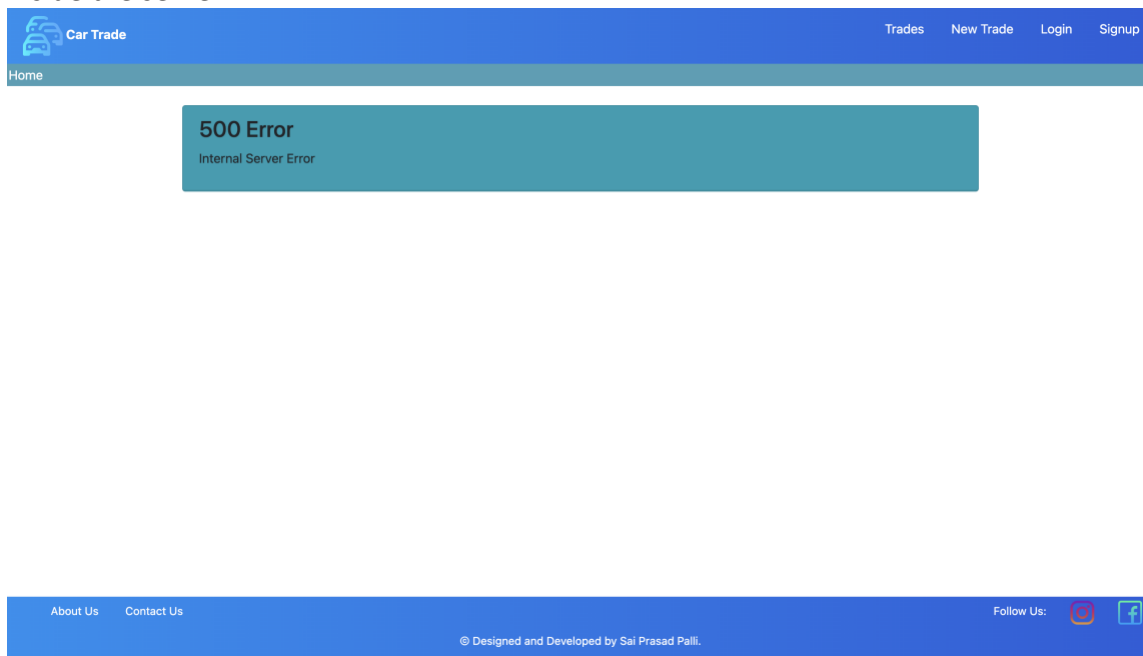 Car Trade
Trades New Trade Login Signup
Home
500 Error
Internal Server Error
About Us Contact Us
Follow Us:
© Designed and Developed by Sai Prasad Palli.